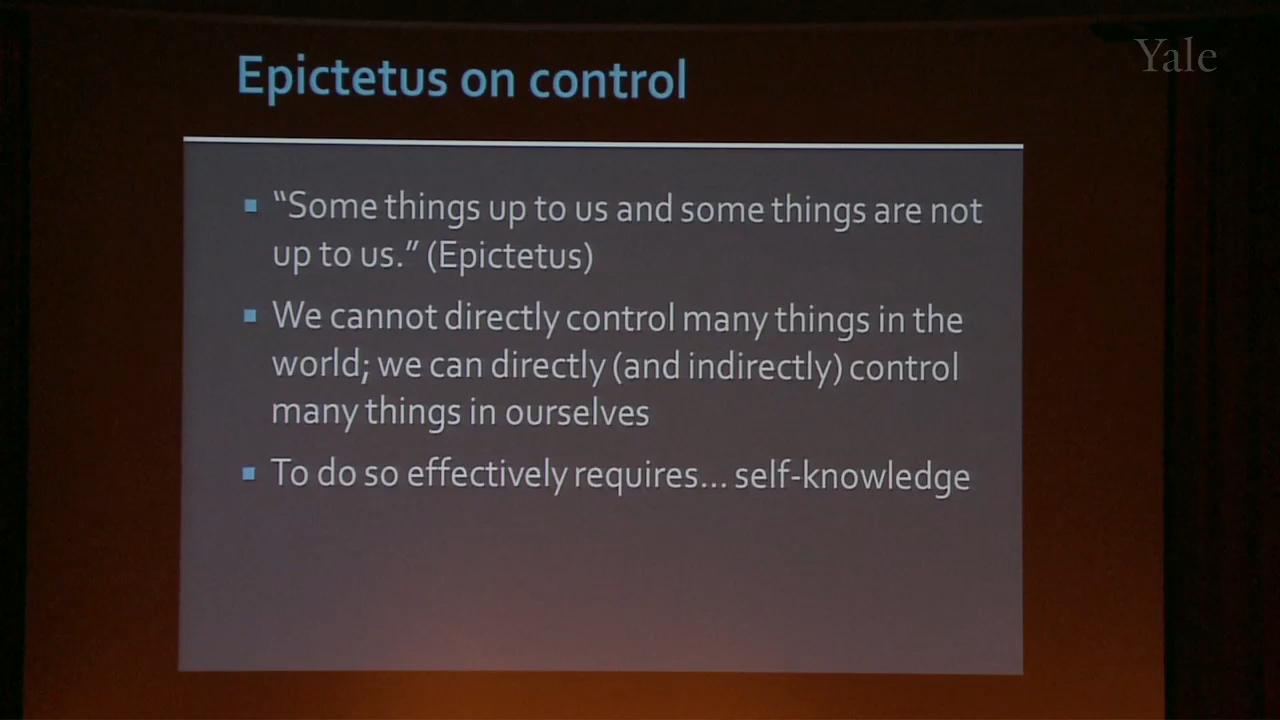 Yale
Epictetus on control
“Some things up to us and some things are not
up to us.” (Epictetus)
We cannot directly control many things in the
world; we can directly (and indirectly) control
many things in ourselves
To do so effectively requires... self-knowledge